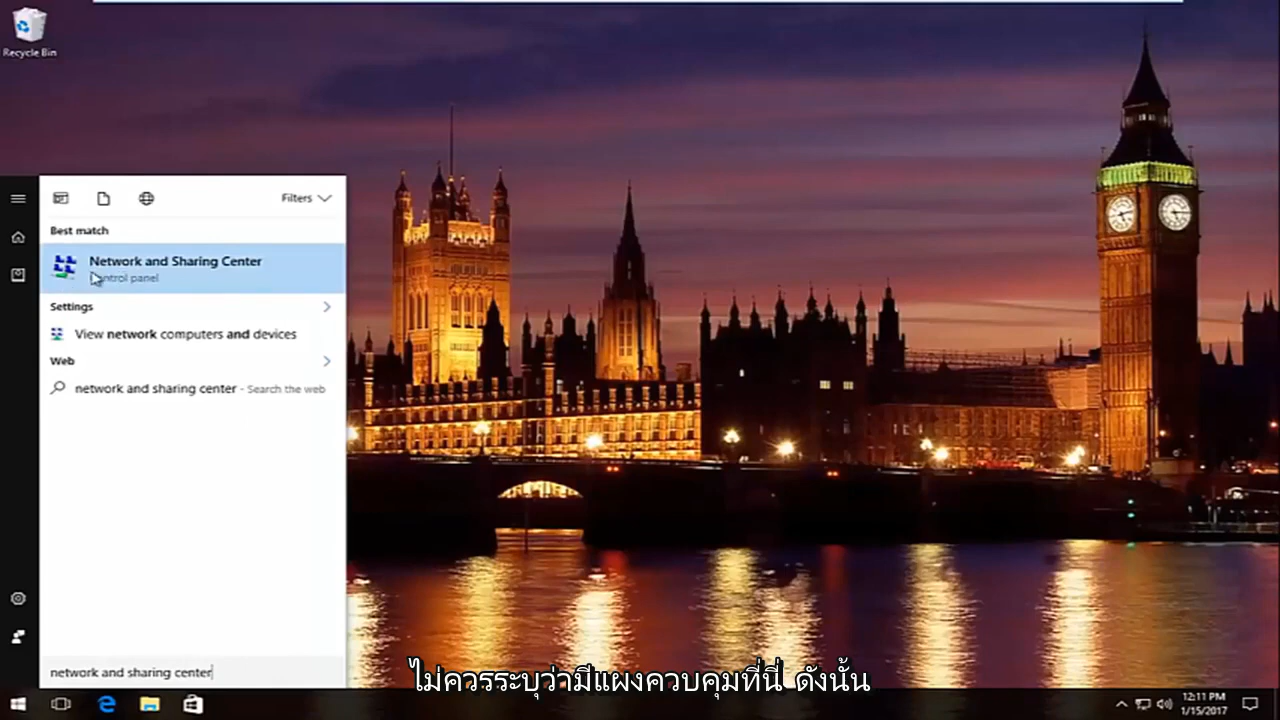 Recycle Bin
Filters
Best match
Network and Sharing Center
Control panel
Settings
View network computers and devices
Web
network and sharing center - Search the web
network and sharing center
ไม่ควรระบุว่ามีแผงควบคุมที่นี่ ดังนั้น
12:11 PM
1/15/2017